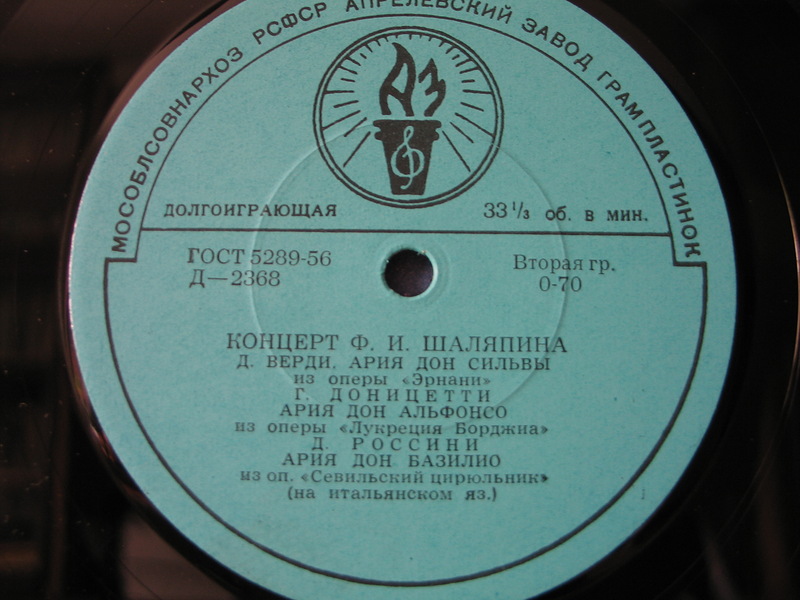 МОСОБЛСОВНАРХОЗ РСФСР АПРЕЛЕВСКИЙ ЗАВОД ГРАМПЛАСТИНОК
АЗ
ДОЛГОИГРАЮЩАЯ 33 1/3 об. в мин.
ГОСТ 5289-56 Вторая гр.
Д—2368 0-70
КОНЦЕРТ Ф. И. ШАЛЯПИНА
Д. ВЕРДИ. АРИЯ ДОН СИЛЬВЫ
из оперы «Эрнани»
Г. ДОНИЦЕТТИ
АРИЯ ДОН АЛЬФОНСО
из оперы «Лукреция Борджиа»
Д. РОССИНИ
АРИЯ ДОН БАЗИЛИО
из оп. «Севильский цирюльник»
(на итальянском яз.)